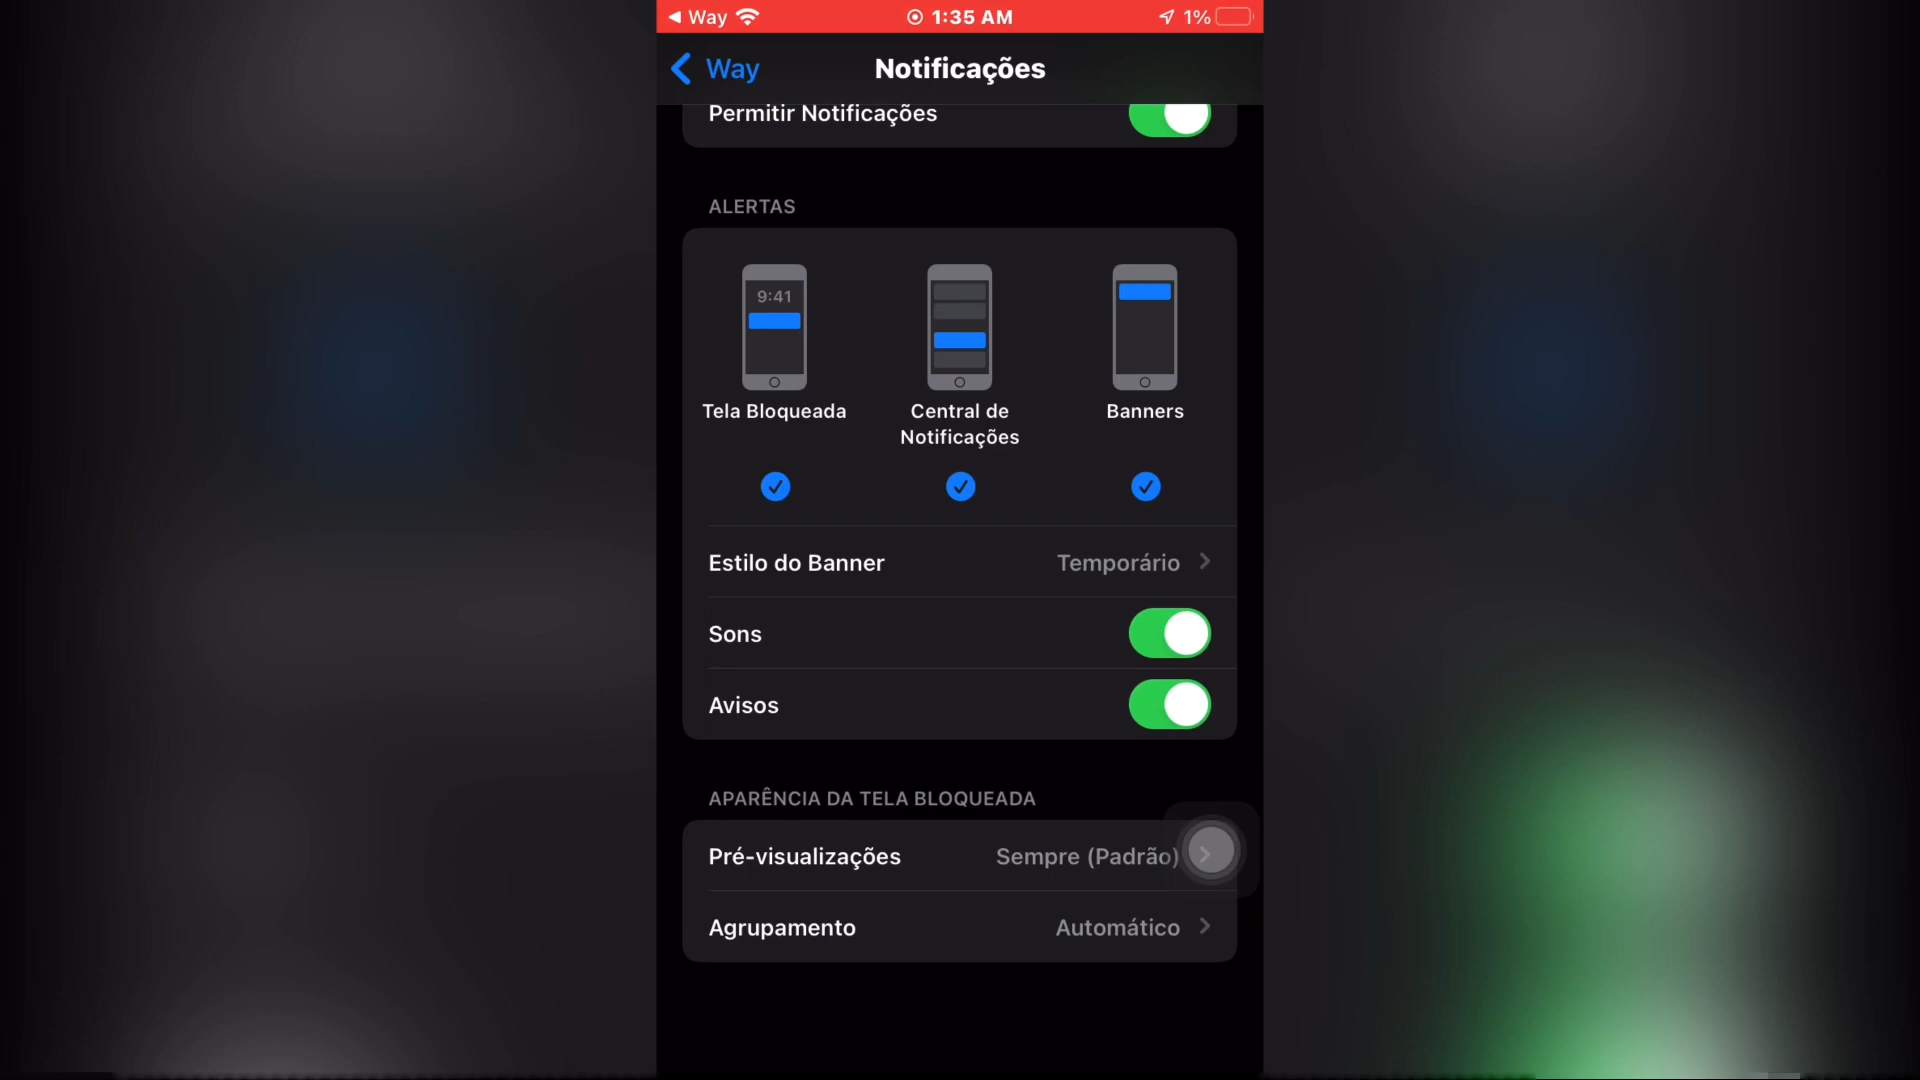 ◀ Way 1:35 AM 1%
Way Notificações
Permitir Notificações
ALERTAS
9:41
Tela Bloqueada Central de Notificações Banners
Estilo do Banner Temporário
Sons
Avisos
APARÊNCIA DA TELA BLOQUEADA
Pré-visualizações Sempre (Padrão)
Agrupamento Automático